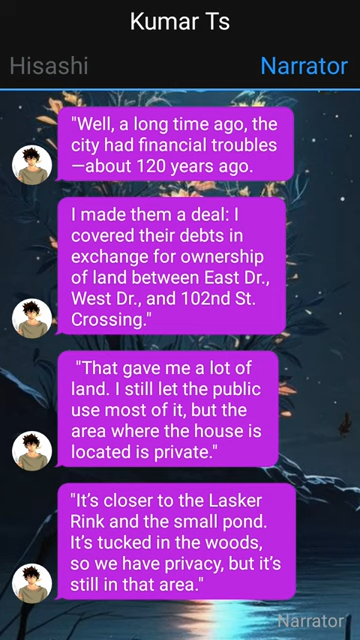 Kumar Ts
Hisashi
Narrator
"Well, a long time ago, the
city had financial troubles
—about 120 years ago.
I made them a deal: I
covered their debts in
exchange for ownership
of land between East Dr.,
West Dr., and 102nd St.
Crossing."
"That gave me a lot of
land. I still let the public
use most of it, but the
area where the house is
located is private."
"It's closer to the Lasker
Rink and the small pond.
It's tucked in the woods,
so we have privacy, but it's
still in that area."
Narrator